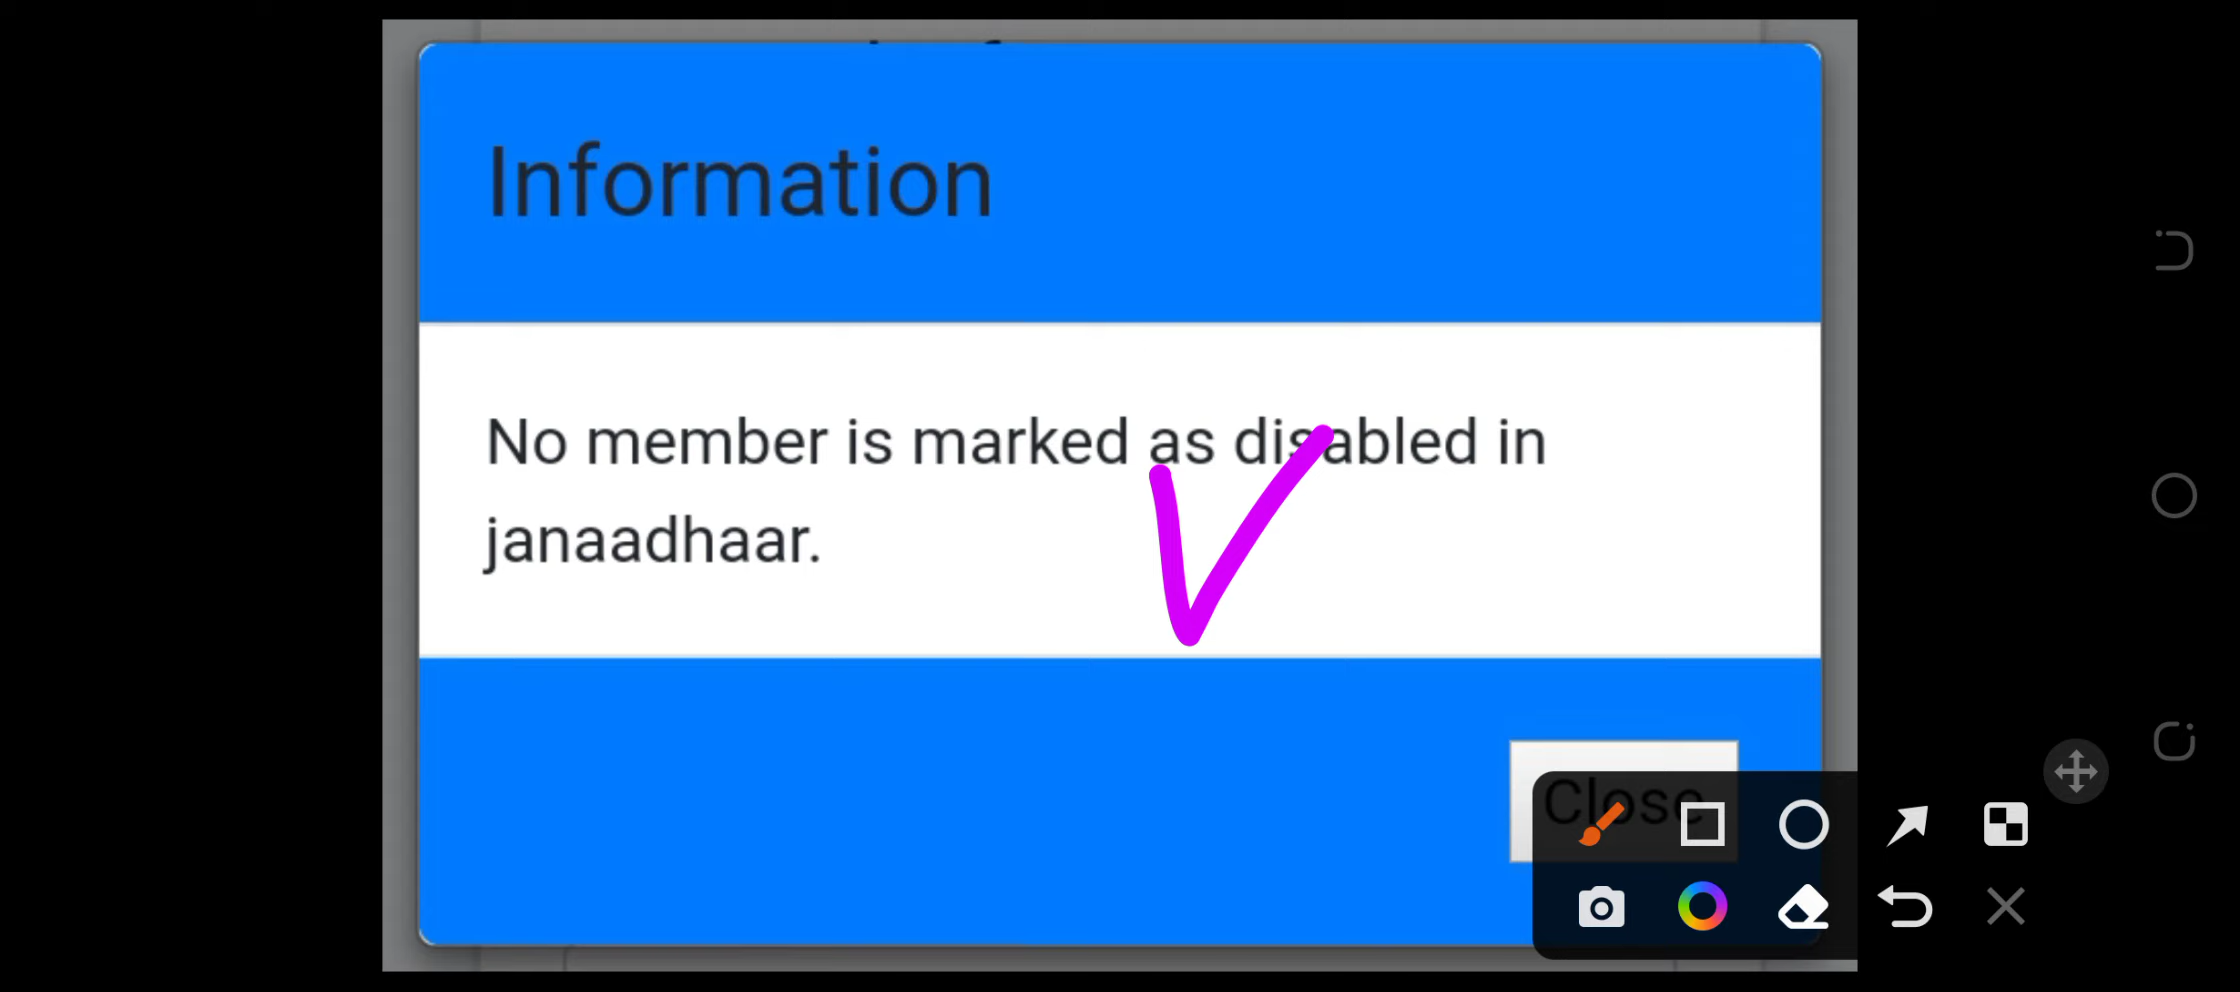 Information
No member is marked as disabled in
janaadhaar.
Close